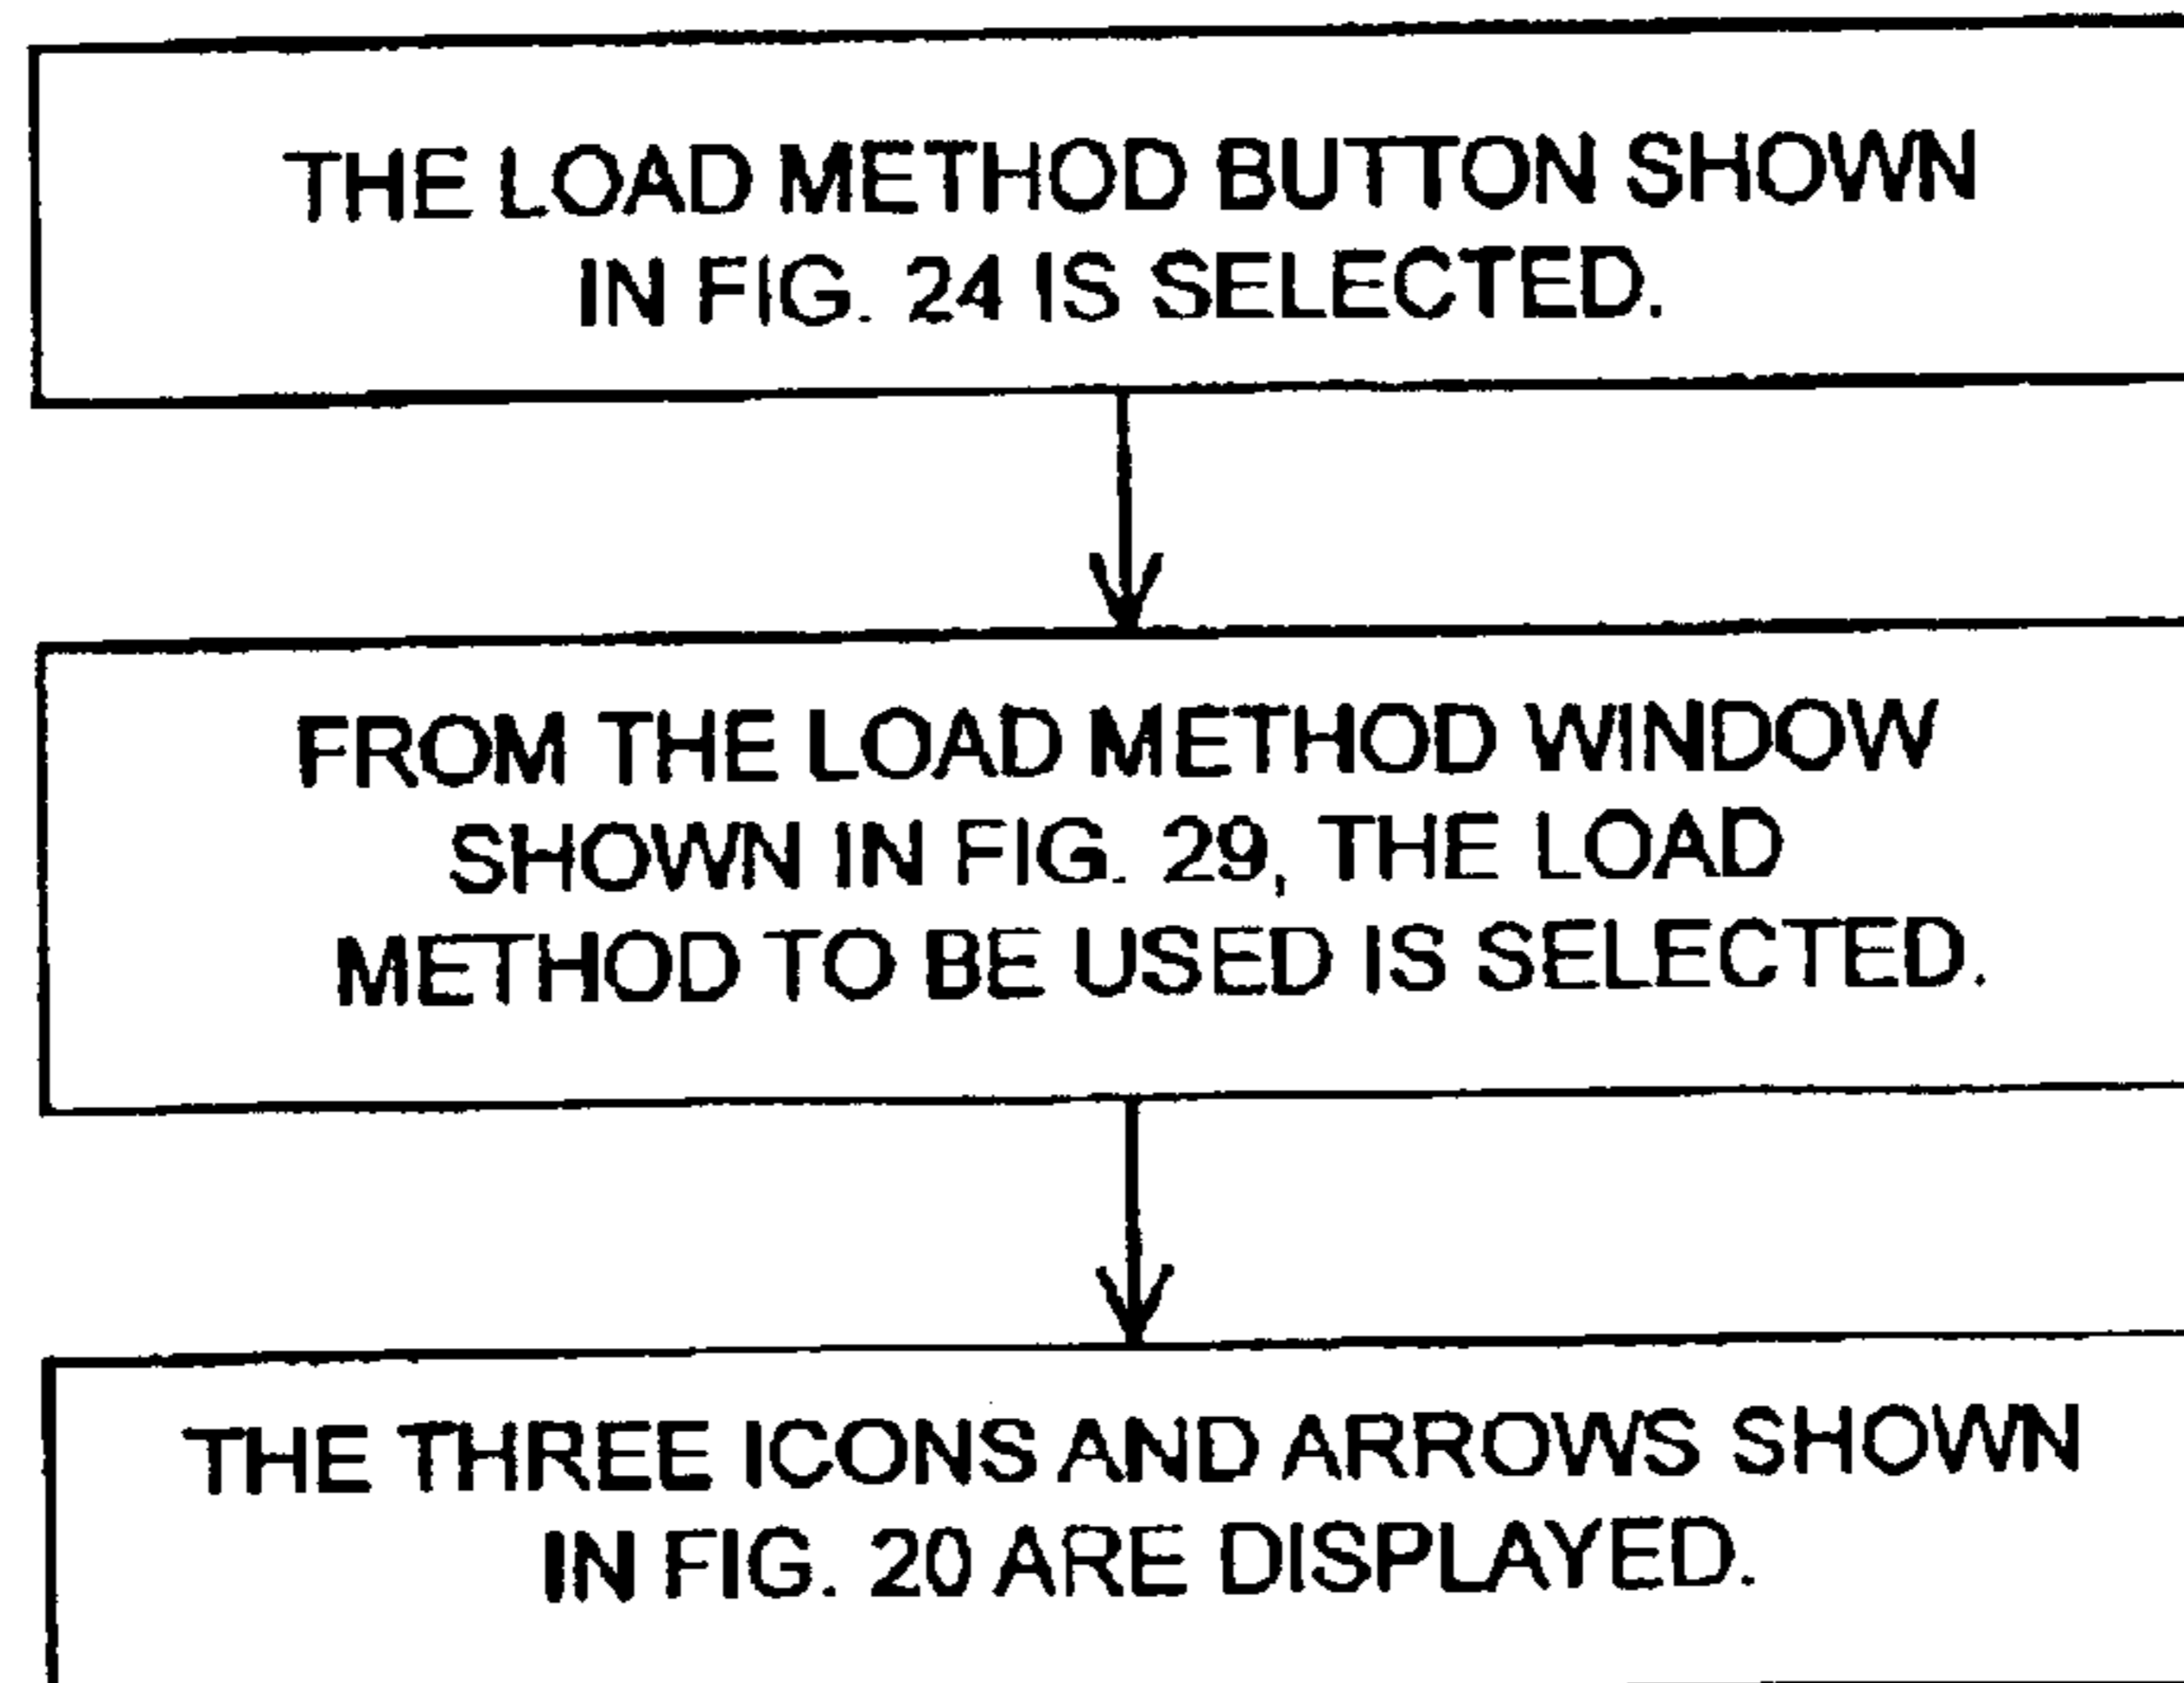 THE LOAD METHOD BUTTON SHOWN
IN FIG. 24 IS SELECTED.
FROM THE LOAD METHOD WINDOW
SHOWN IN FIG. 29, THE LOAD
METHOD TO BE USED IS SELECTED.
THE THREE ICONS AND ARROWS SHOWN
IN FIG. 20 ARE DISPLAYED.